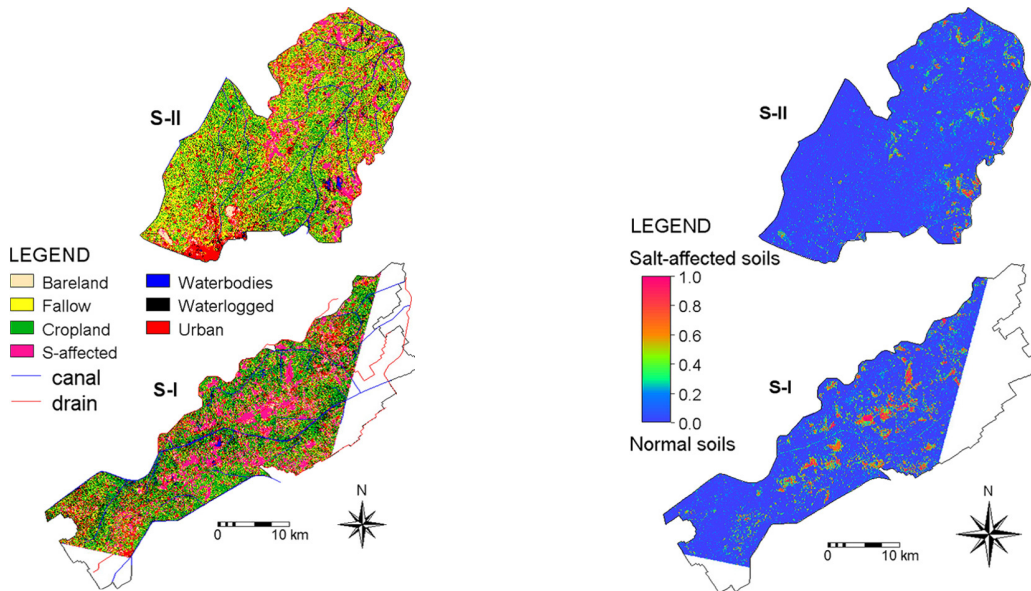 S-II
LEGEND
Bareland
Fallow
Cropland
S-affected
canal
drain
Waterbodies
Waterlogged
Urban
S-I
N
0 10 km
S-II
LEGEND
Salt-affected soils
1.0
0.8
0.6
0.4
0.2
0.0
Normal soils
S-I
N
0 10 km